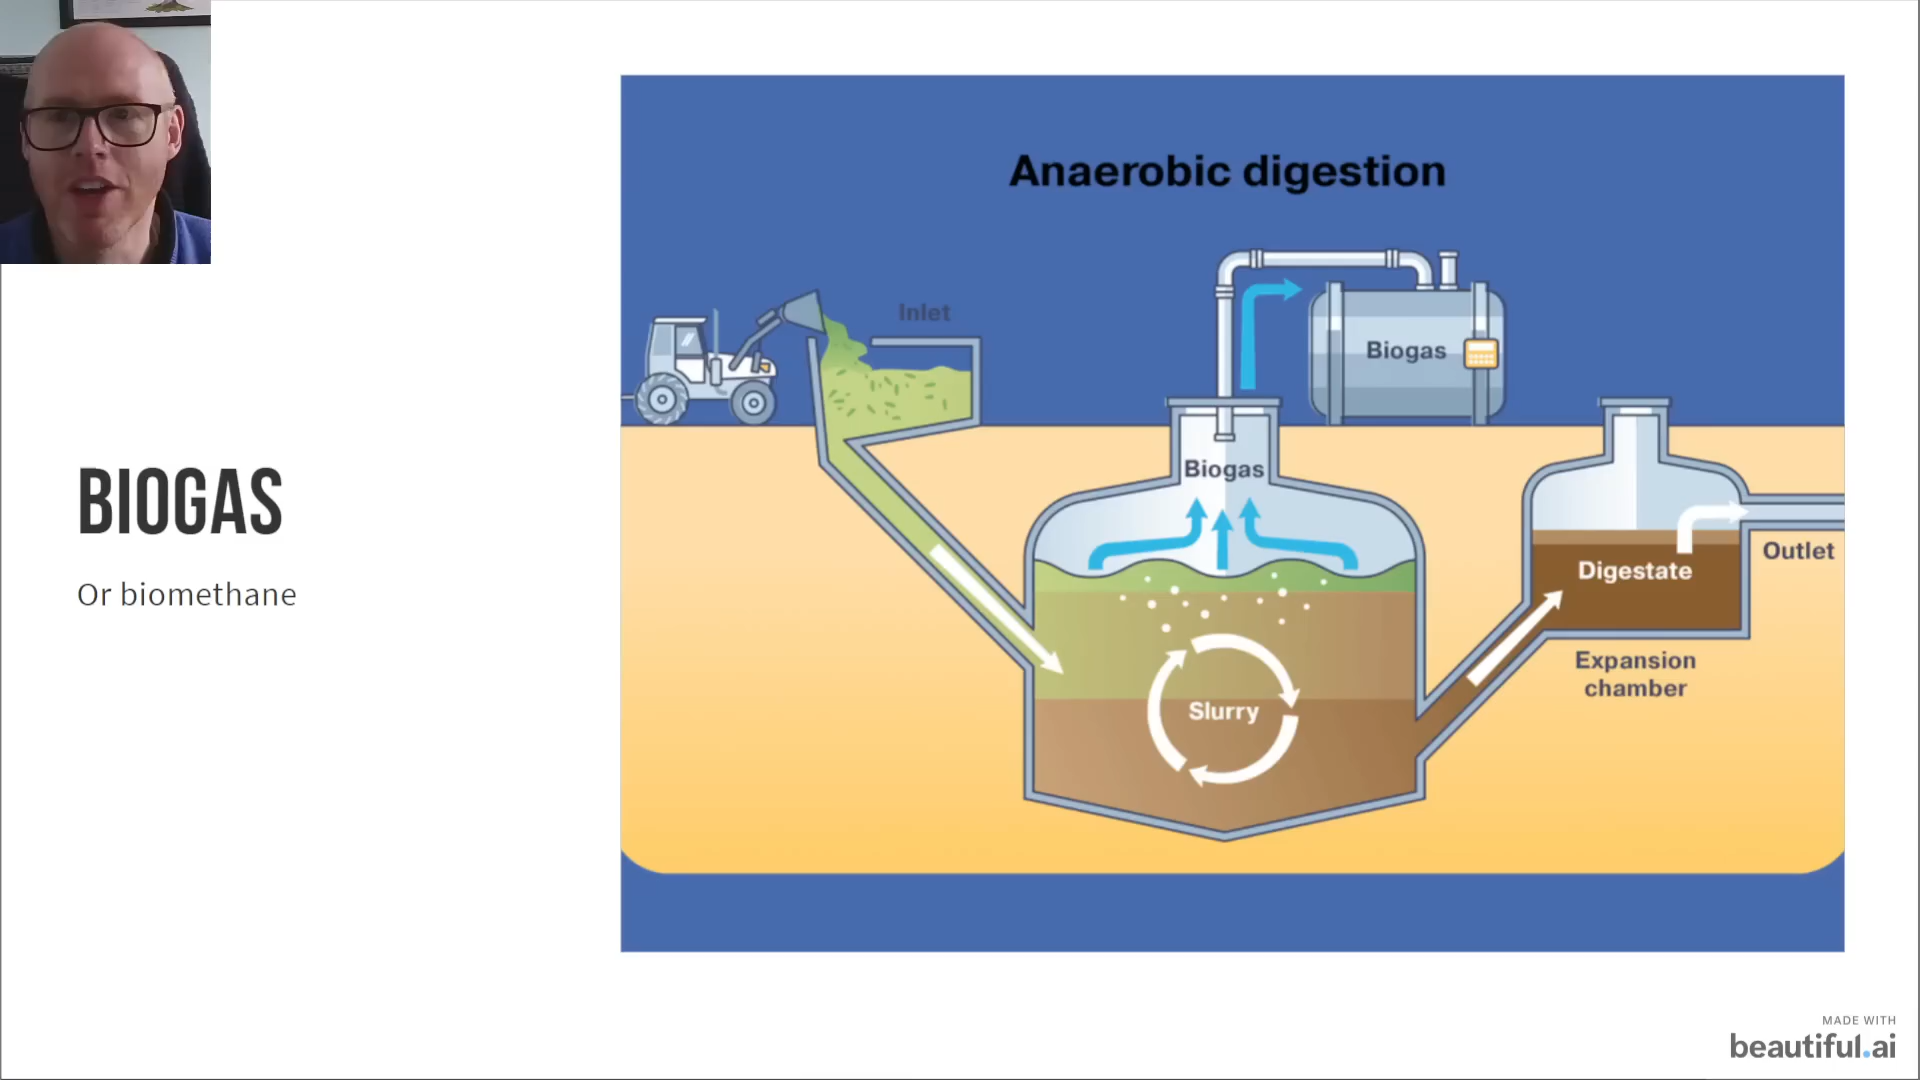 BIOGAS
Or biomethane
Anaerobic digestion
Inlet
Biogas
Biogas
Slurry
Digestate
Outlet
Expansion
chamber
MADE WITH
beautiful.ai